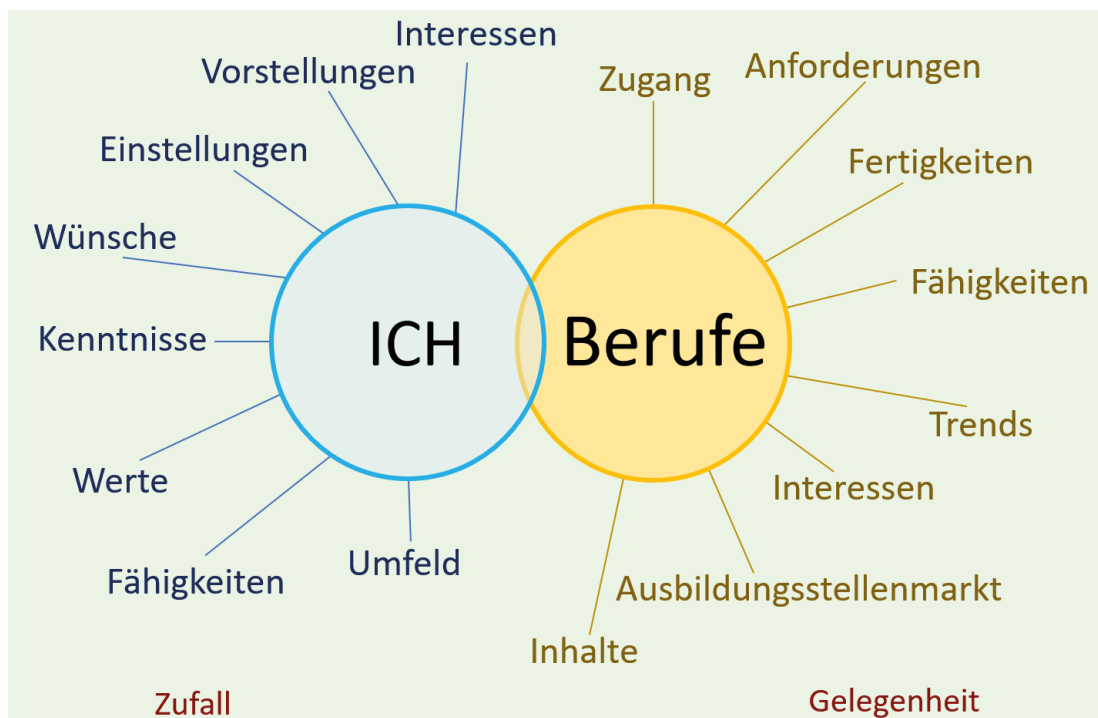 Interessen
Vorstellungen
Einstellungen
Wünsche
Kenntnisse
Werte
Fähigkeiten
Umfeld
ICH
Berufe
Zugang
Anforderungen
Fertigkeiten
Fähigkeiten
Trends
Interessen
Ausbildungsstellenmarkt
Inhalte
Zufall
Gelegenheit